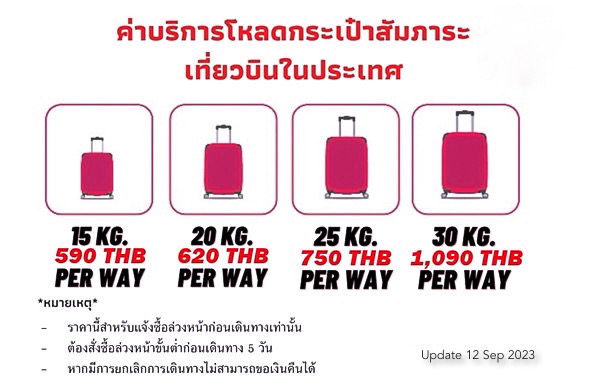 ค่าบริการโหลดกระเป๋าสัมภาระ
เที่ยวบินในประเทศ
15 KG.
590 THB
PER WAY
20 KG.
620 THB
PER WAY
25 KG.
750 THB
PER WAY
30 KG.
1,090 THB
PER WAY
*หมายเหตุ*
- ราคานี้สำหรับแจ้งซื้อล่วงหน้าก่อนเดินทางเท่านั้น
- ต้องสั่งซื้อล่วงหน้าขั้นต่ำก่อนเดินทาง 5 วัน
- หากมีการยกเลิกการเดินทางไม่สามารถขอเงินคืนได้
Update 12 Sep 2023